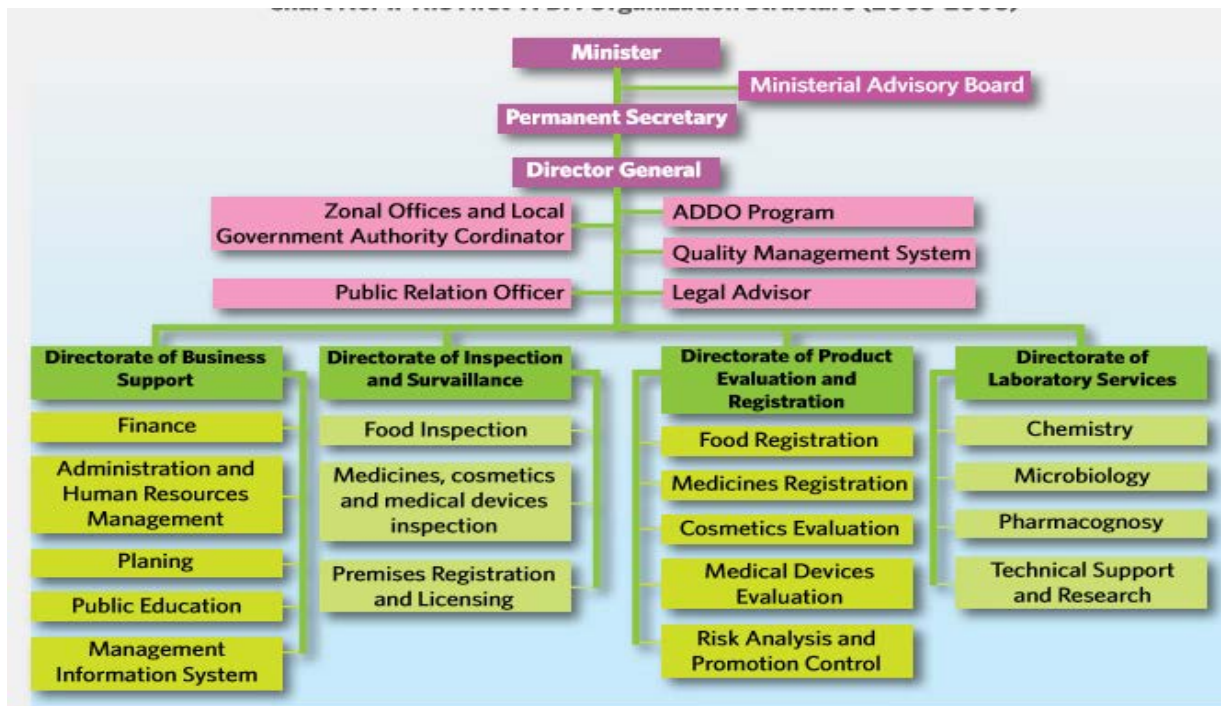 Minister
Ministerial Advisory Board
Permanent Secretary
Director General
Zonal Offices and Local
Government Authority Cordinator
ADDO Program
Quality Management System
Public Relation Officer
Legal Advisor
Directorate of Business
Support
Finance
Administration and
Human Resources
Management
Planing
Public Education
Management
Information System
Directorate of Inspection
and Survaillance
Food Inspection
Medicines, cosmetics
and medical devices
inspection
Premises Registration
and Licensing
Directorate of Product
Evaluation and
Registration
Food Registration
Medicines Registration
Cosmetics Evaluation
Medical Devices
Evaluation
Risk Analysis and
Promotion Control
Directorate of
Laboratory Services
Chemistry
Microbiology
Pharmacognosy
Technical Support
and Research